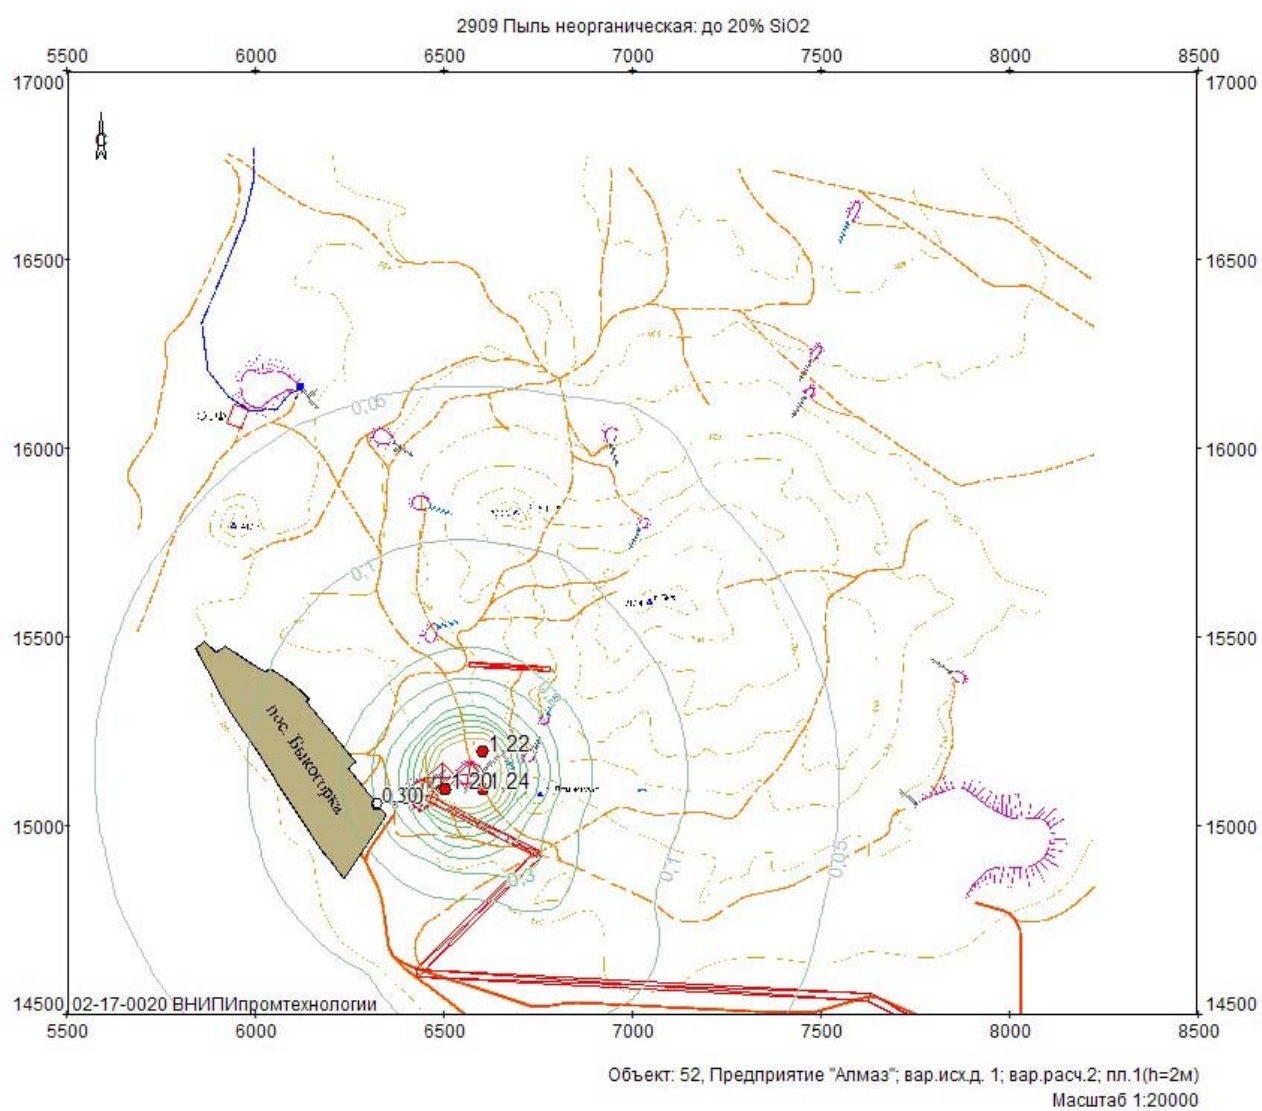 2909 Пыль неорганическая: до 20% SiO2
5500 6000 6500 7000 7500 8000 8500
17000 17000
С
16500 16500
0,05
16000 16000
0,1
15500 15500
пос. Быкогорка
1,22
1,20 1,24
0,30
15000 15000
0,1
0,05
0,3
14500 02-17-0020 ВНИПИпромтехнологии 14500
5500 6000 6500 7000 7500 8000 8500
Объект: 52, Предприятие "Алмаз"; вар.исх.д. 1; вар.расч.2; пл.1(h=2м)
Масштаб 1:20000